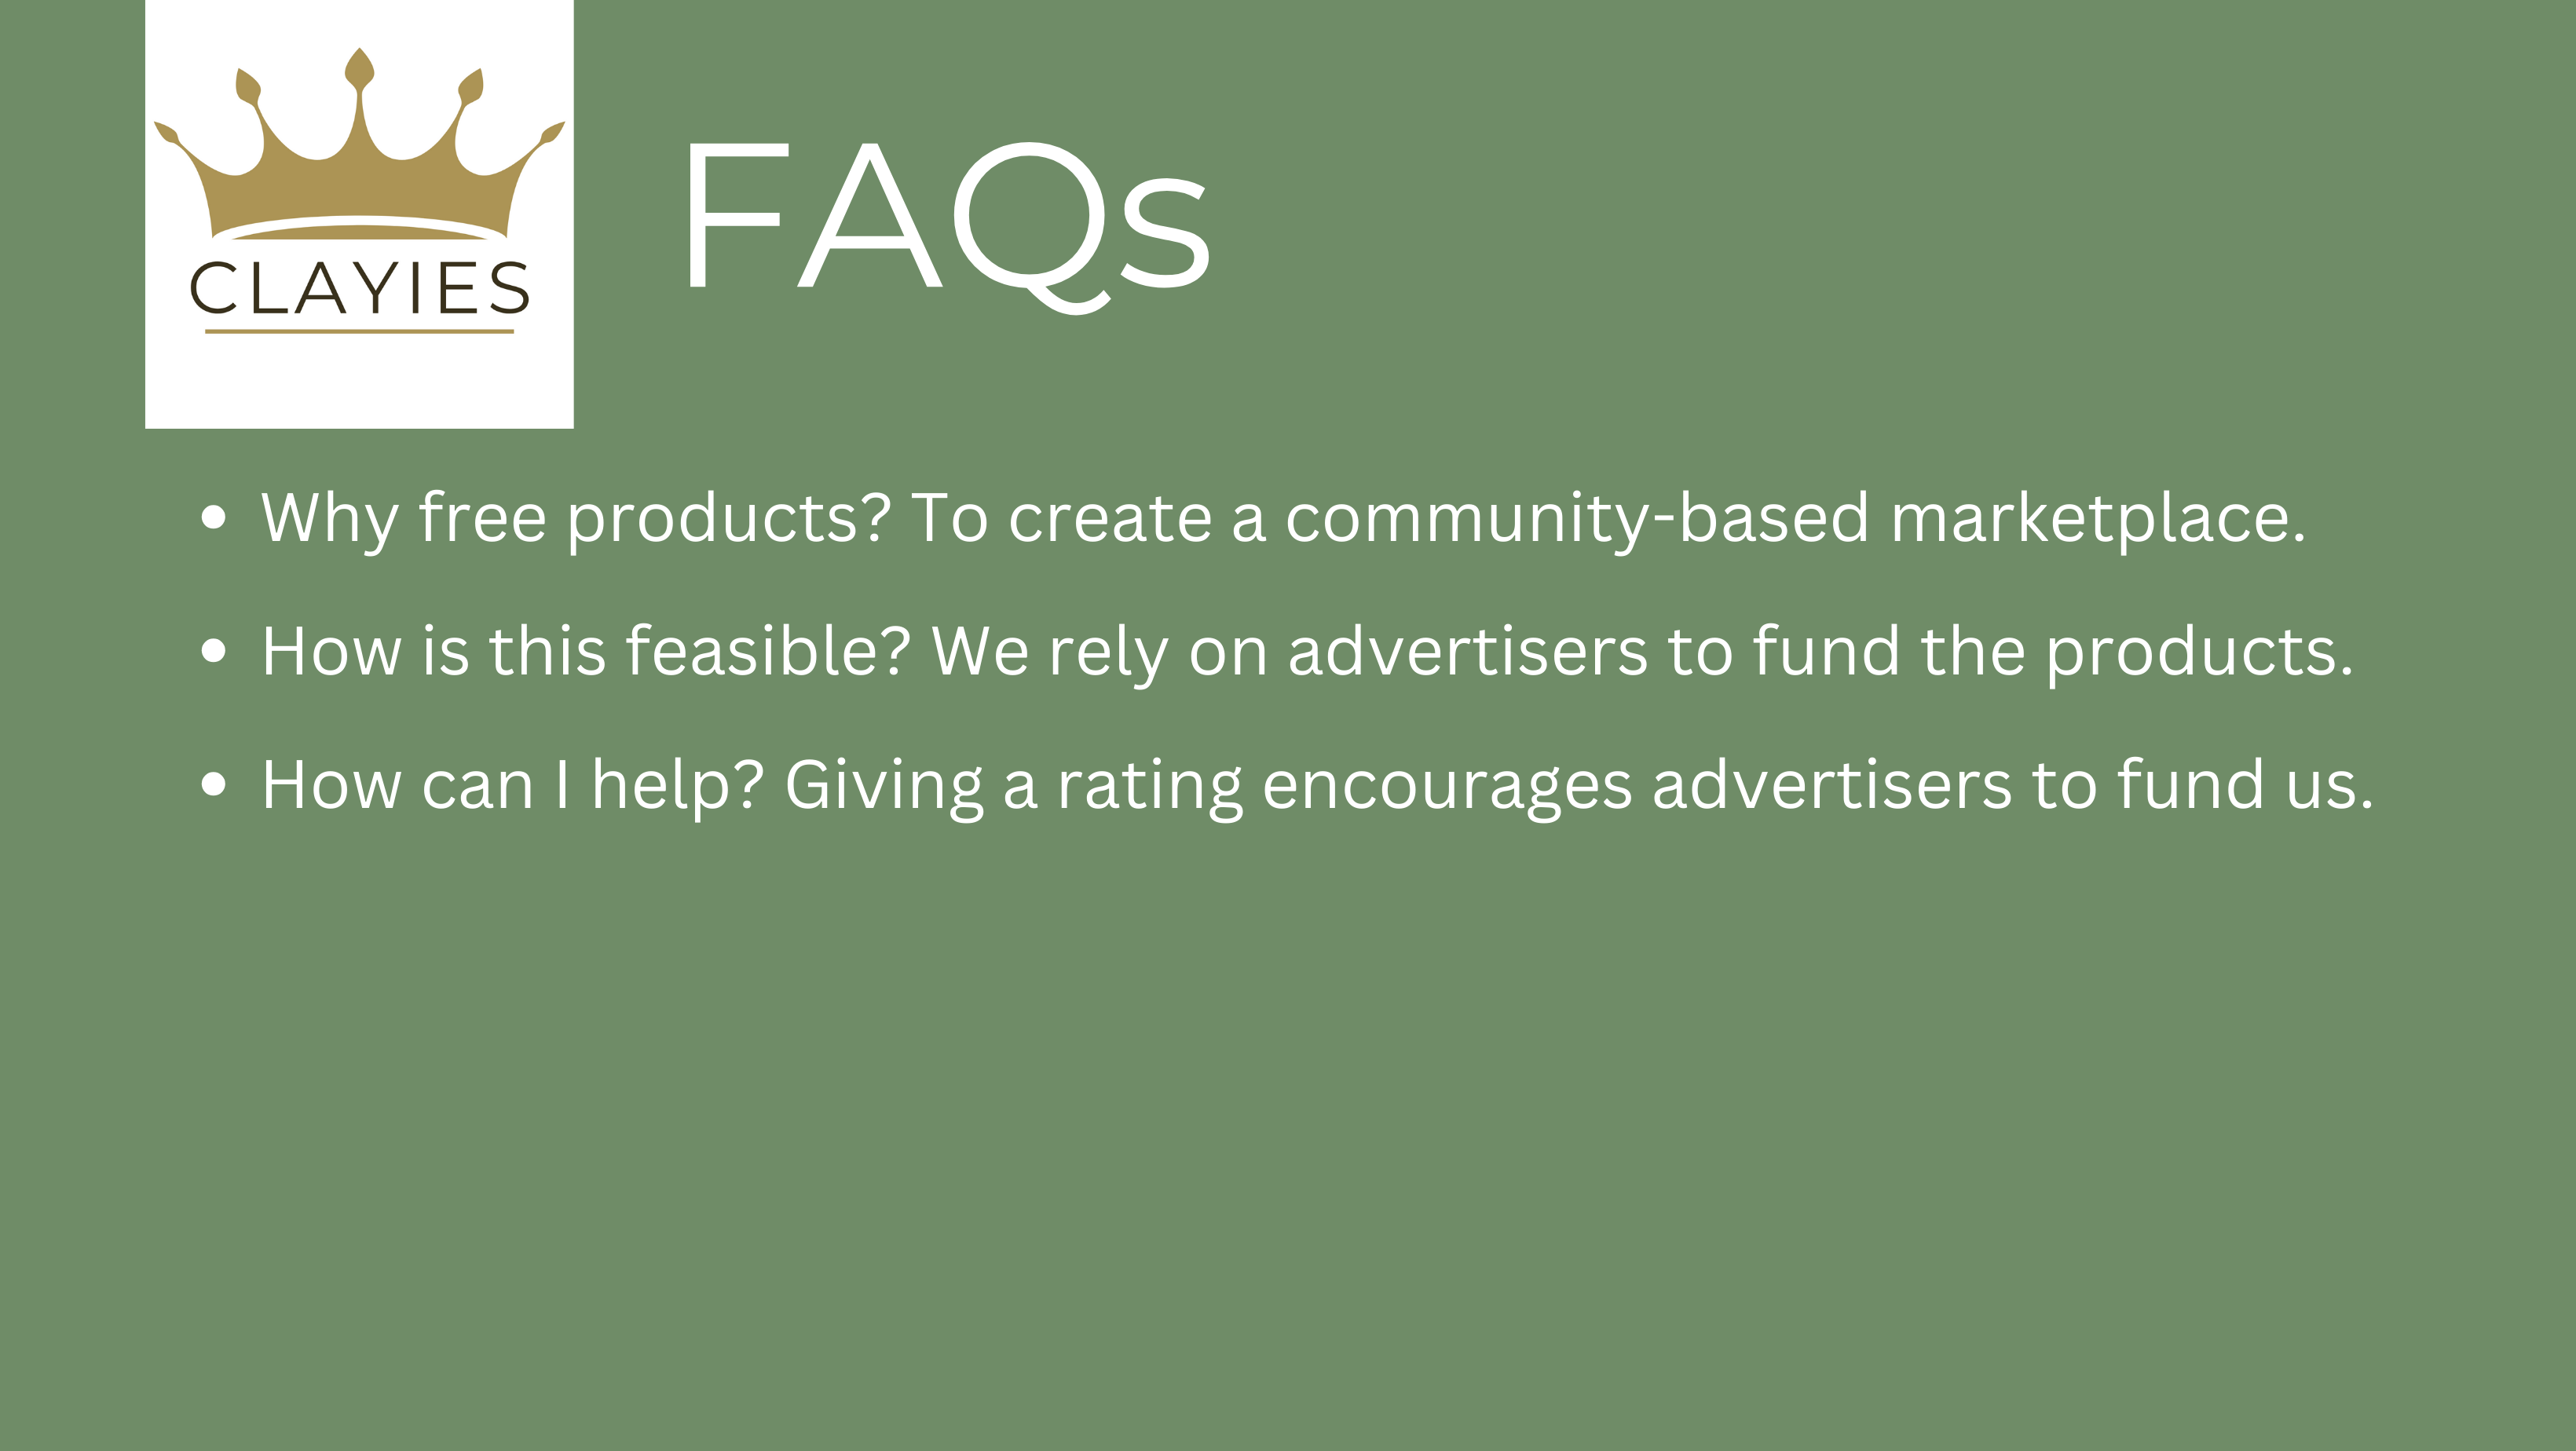 CLAYIES
FAQs
• Why free products? To create a community-based marketplace.
• How is this feasible? We rely on advertisers to fund the products.
• How can I help? Giving a rating encourages advertisers to fund us.